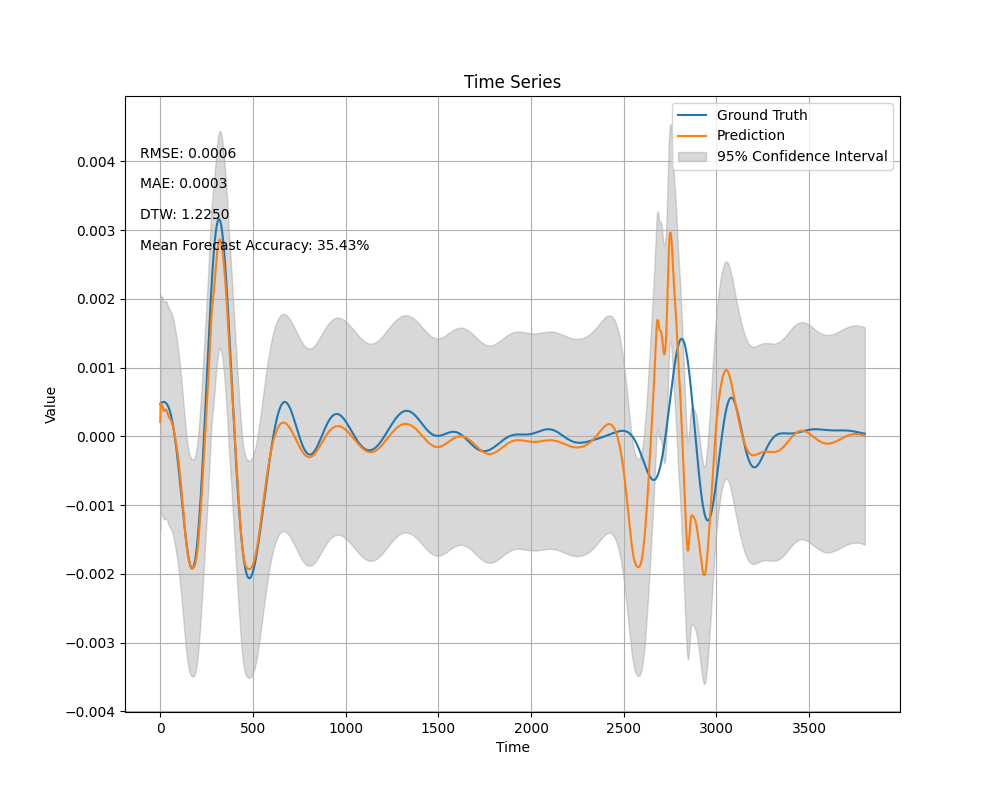 Time Series
Ground Truth
Prediction
95% Confidence Interval
RMSE: 0.0006
MAE: 0.0003
DTW: 1.2250
Mean Forecast Accuracy: 35.43%
Value
0.004
0.003
0.002
0.001
0.000
−0.001
−0.002
−0.003
−0.004
0 500 1000 1500 2000 2500 3000 3500
Time